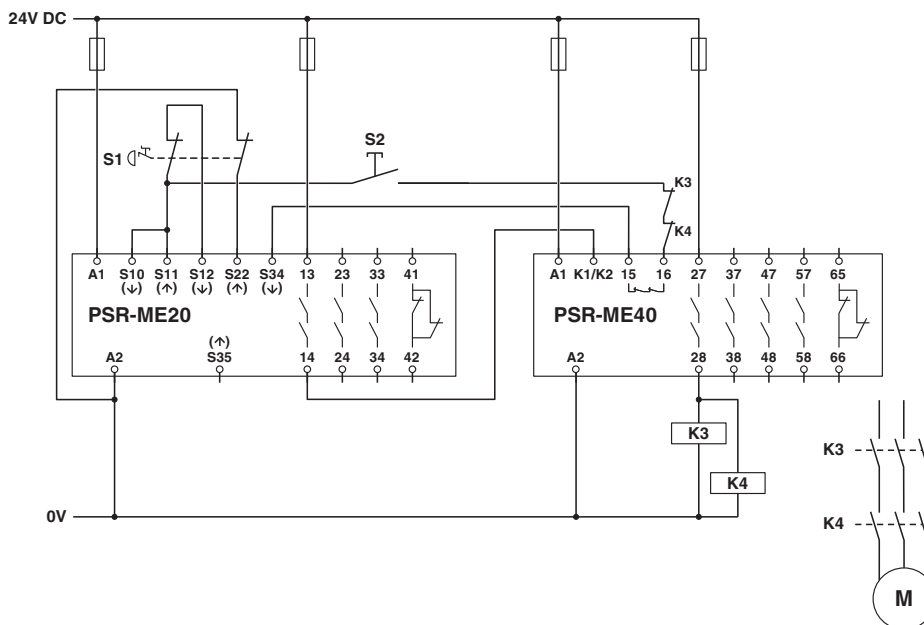 24V DC
S1
S2
K3
K4
A1 S10 S11 S12 S22 S34 13 23 33 41
(↓) (↑) (↓) (↑) (↓)
PSR-ME20
(↑)
A2 S35 14 24 34 42
A1 K1/K2 15 16 27 37 47 57 65
PSR-ME40
A2 28 38 48 58 66
K3
K4
0V
K3
K4
M